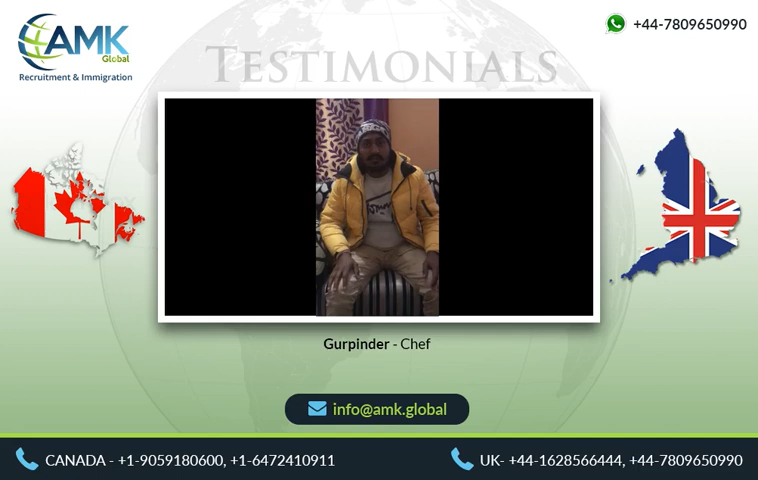 AMK
Global
Recruitment & Immigration
+44-7809650990
TESTIMONIALS
Gurpinder - Chef
info@amk.global
CANADA - +1-9059180600, +1-6472410911
UK- +44-1628566444, +44-7809650990